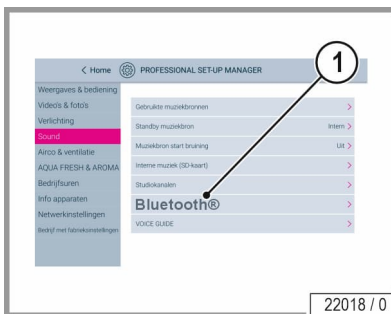 1
< Home PROFESSIONAL SET-UP MANAGER
Weergaves & bediening
Video's & foto's
Verlichting
Sound
Airco & ventilatie
AQUA FRESH & AROMA
Bedrijfsuren
Info apparaten
Netwerkinstellingen
Bedrijf met fabrieksinstellingen
Gebruikte muziekbronnen >
Standby muziekbron Intern >
Muziekbron start bruining Uit >
Interne muziek (SD-kaart) >
Studiokanalen >
Bluetooth® >
VOICE GUIDE >
22018 / 0